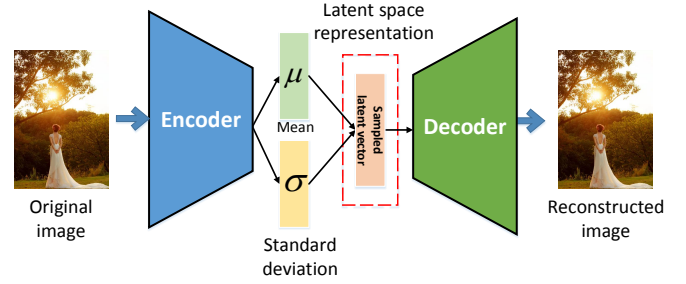 Latent space
representation
Original
image
Encoder
μ
Mean
σ
Standard
deviation
Sampled
latent vector
Decoder
Reconstructed
image